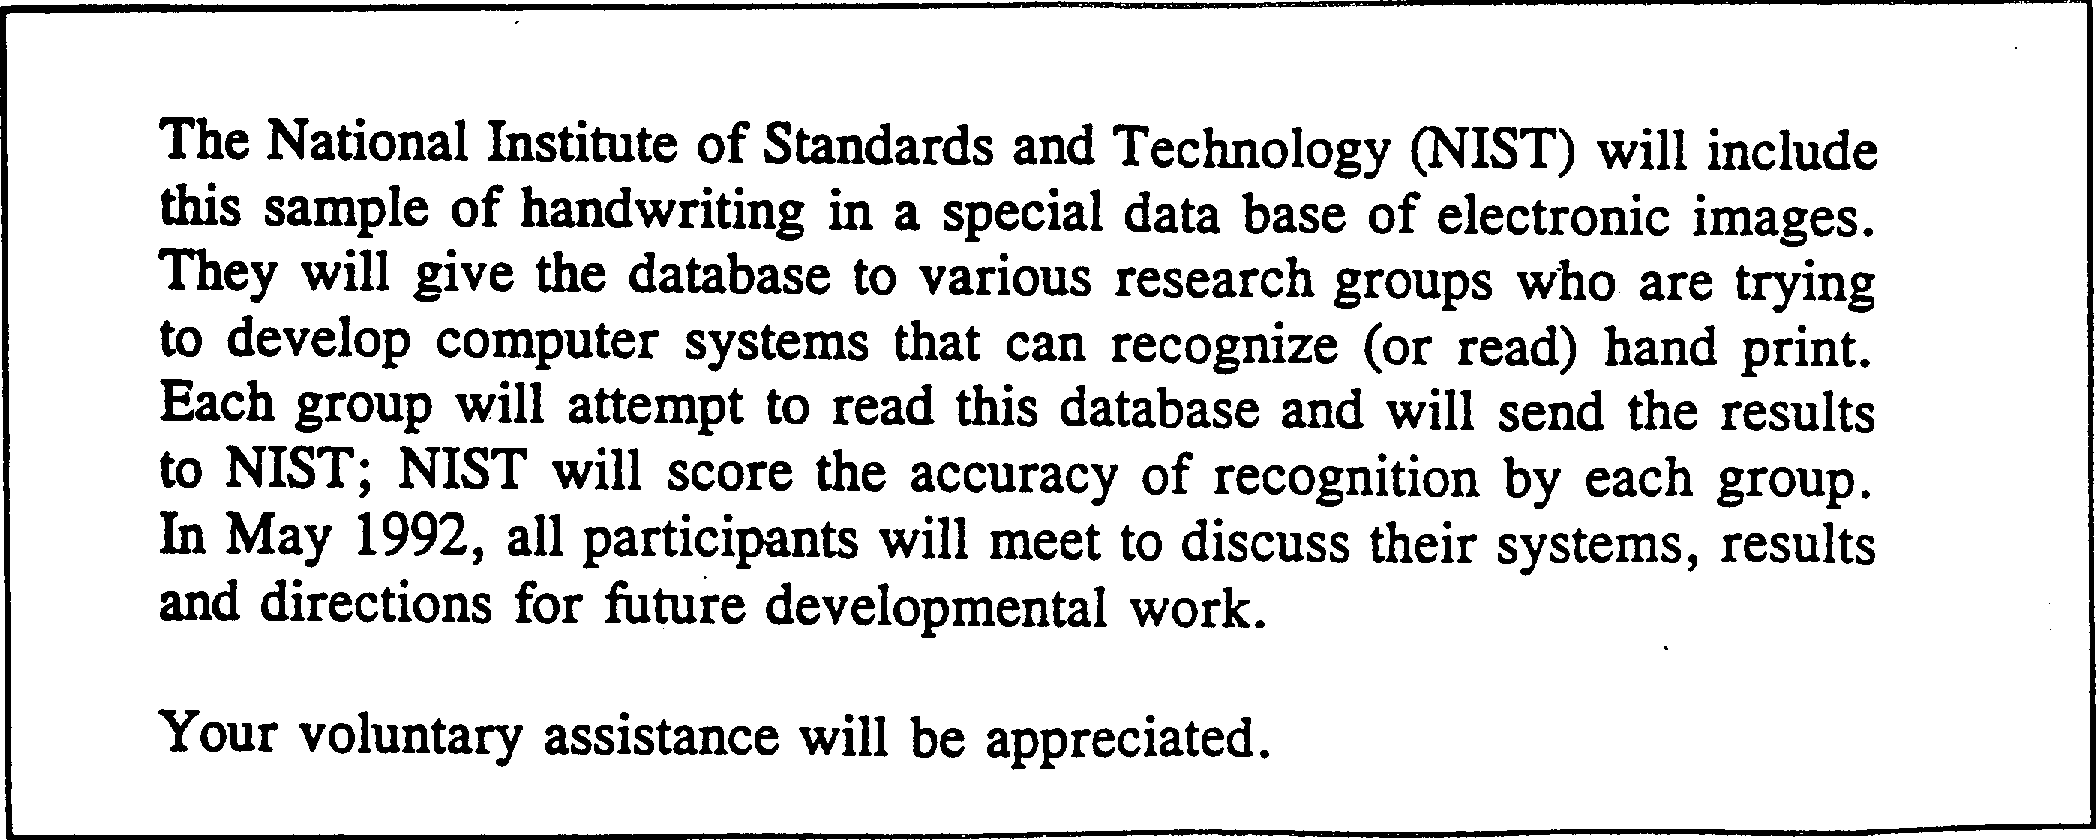 The National Institute of Standards and Technology (NIST) will include
this sample of handwriting in a special data base of electronic images.
They will give the database to various research groups who are trying
to develop computer systems that can recognize (or read) hand print.
Each group will attempt to read this database and will send the results
to NIST; NIST will score the accuracy of recognition by each group.
In May 1992, all participants will meet to discuss their systems, results
and directions for future developmental work.
Your voluntary assistance will be appreciated.